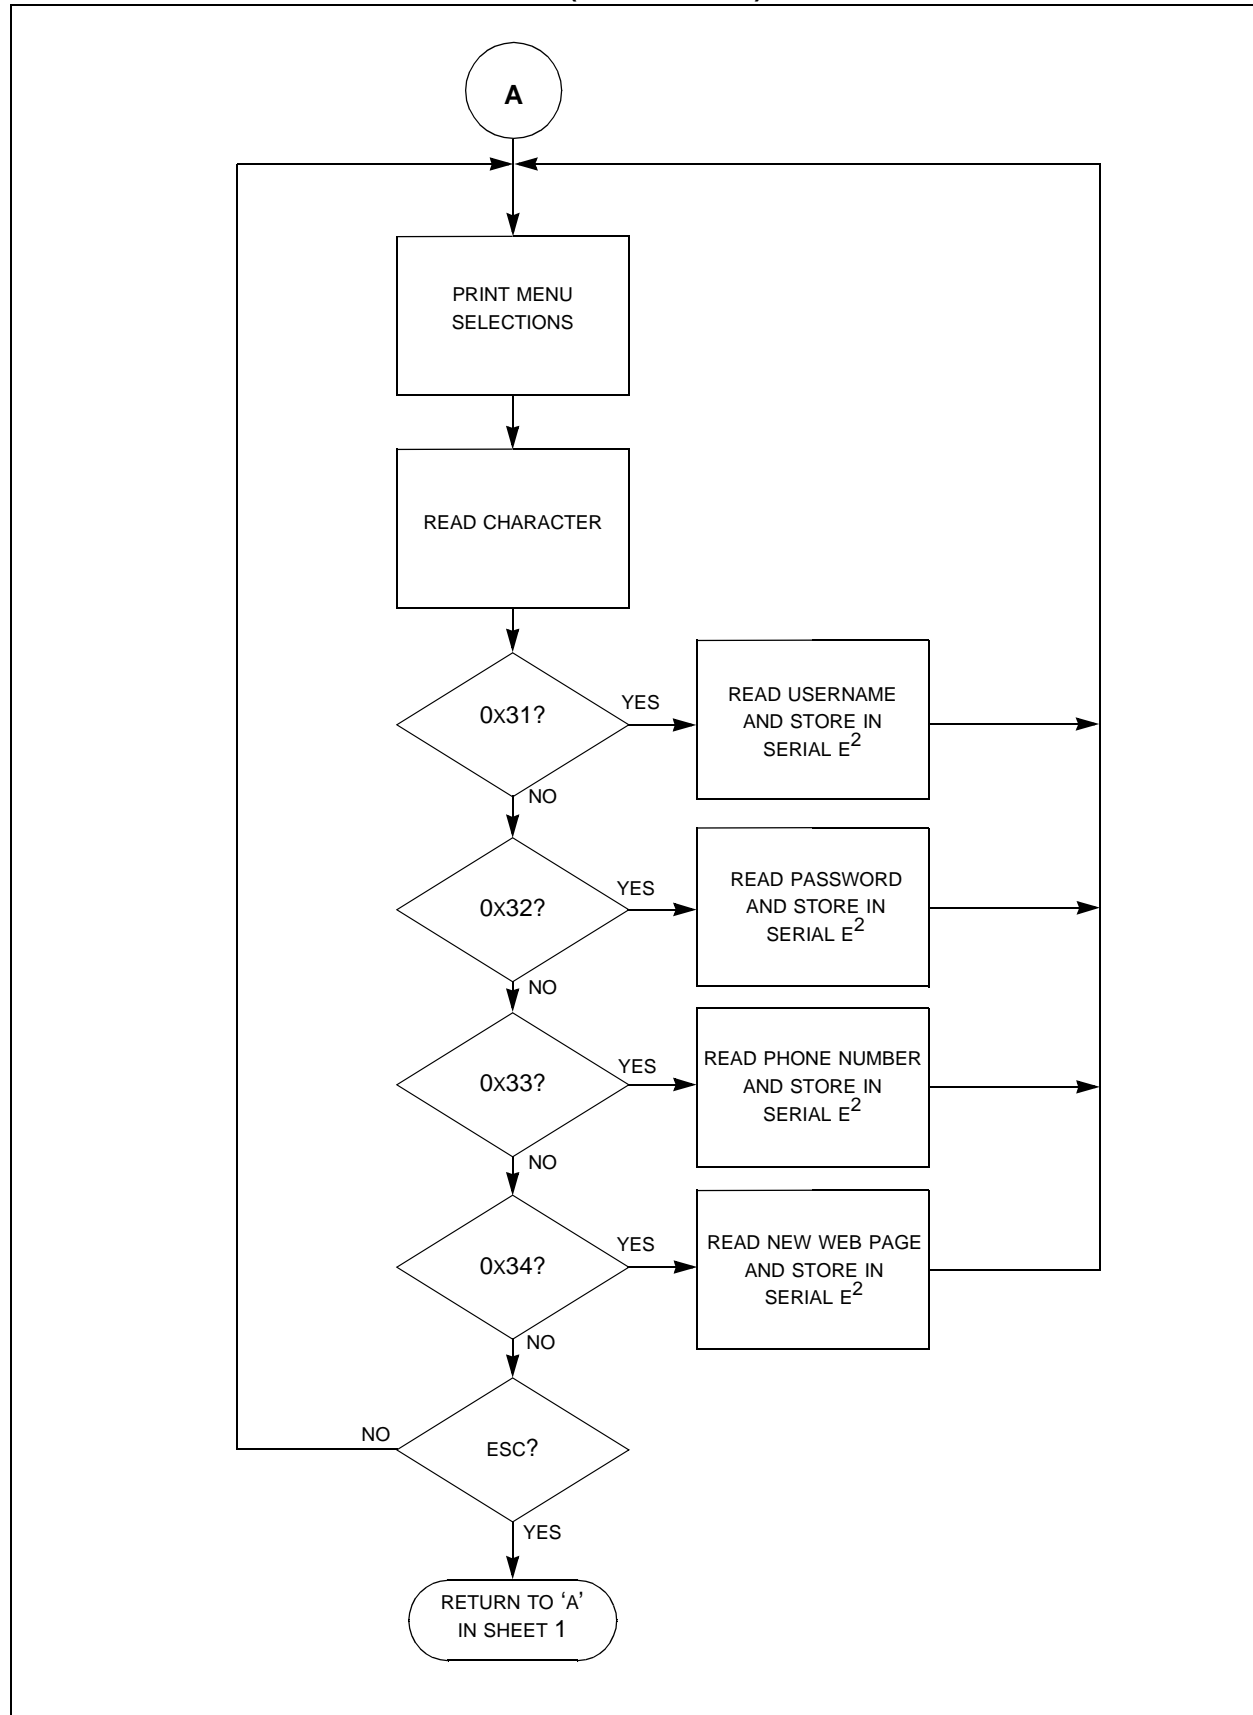 A
PRINT MENU
SELECTIONS
READ CHARACTER
0X31?
YES
READ USERNAME
AND STORE IN
SERIAL E²
NO
0X32?
YES
READ PASSWORD
AND STORE IN
SERIAL E²
NO
0X33?
YES
READ PHONE NUMBER
AND STORE IN
SERIAL E²
NO
0X34?
YES
READ NEW WEB PAGE
AND STORE IN
SERIAL E²
NO
ESC?
NO
YES
RETURN TO ‘A’
IN SHEET 1